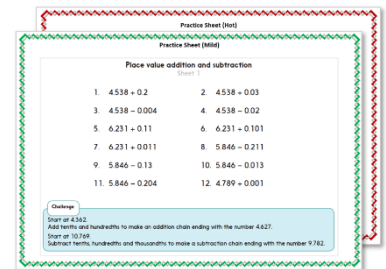 Practice Sheet (Hot)
Practice Sheet (Mild)
Place value addition and subtraction
Sheet 1
1. 4.538 + 0.2
2. 4.538 + 0.03
3. 4.538 – 0.004
4. 4.538 – 0.02
5. 6.231 + 0.11
6. 6.231 + 0.101
7. 6.231 + 0.011
8. 5.846 – 0.211
9. 5.846 – 0.13
10. 5.846 – 0.013
11. 5.846 – 0.204
12. 4.789 + 0.001
Challenge
Start at 4.362.
Add tenths and hundredths to make an addition chain ending with the number 4.627.
Start at 10.769.
Subtract tenths, hundredths and thousandths to make a subtraction chain ending with the number 9.782.